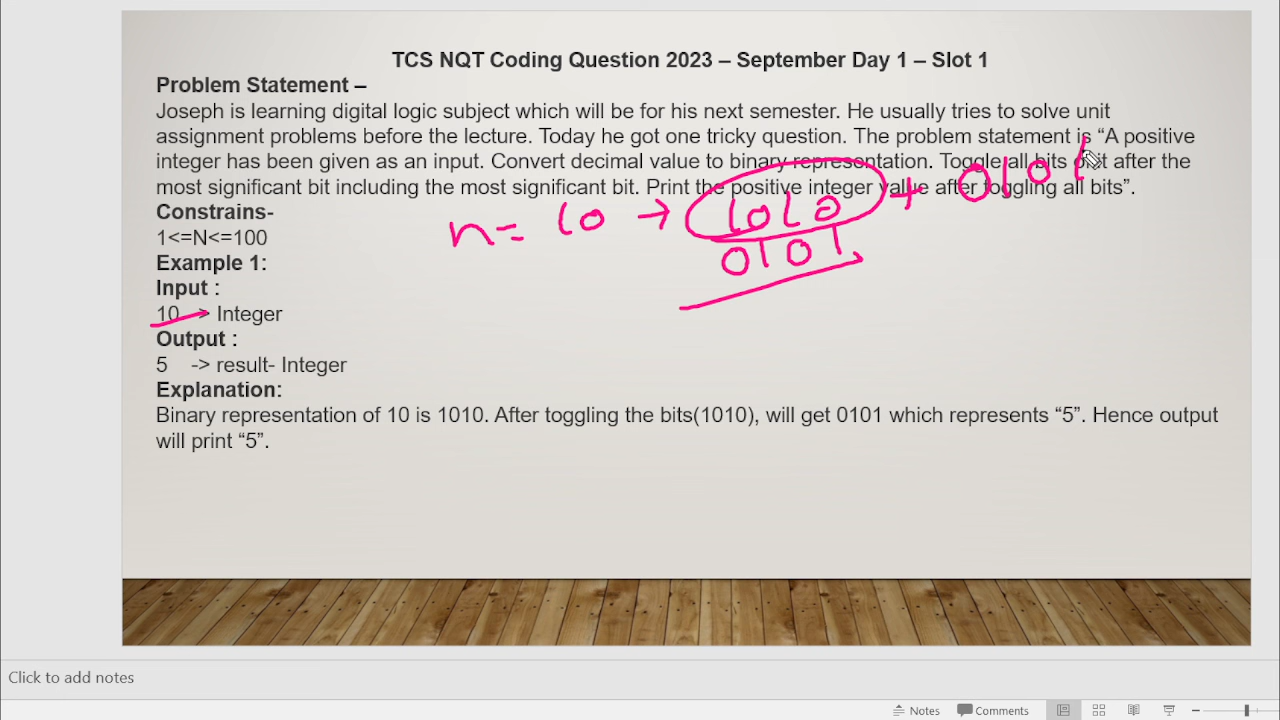 TCS NQT Coding Question 2023 – September Day 1 – Slot 1
Problem Statement –
Joseph is learning digital logic subject which will be for his next semester. He usually tries to solve unit
assignment problems before the lecture. Today he got one tricky question. The problem statement is “A positive
integer has been given as an input. Convert decimal value to binary representation. Toggle all bits of it after the
most significant bit including the most significant bit. Print the positive integer value after toggling all bits”.
n= 10 → 1010 + 0101
0101
Constrains-
1<=N<=100
Example 1:
Input :
10 -> Integer
Output :
5 -> result- Integer
Explanation:
Binary representation of 10 is 1010. After toggling the bits(1010), will get 0101 which represents “5”. Hence output
will print “5”.
Click to add notes
Notes Comments